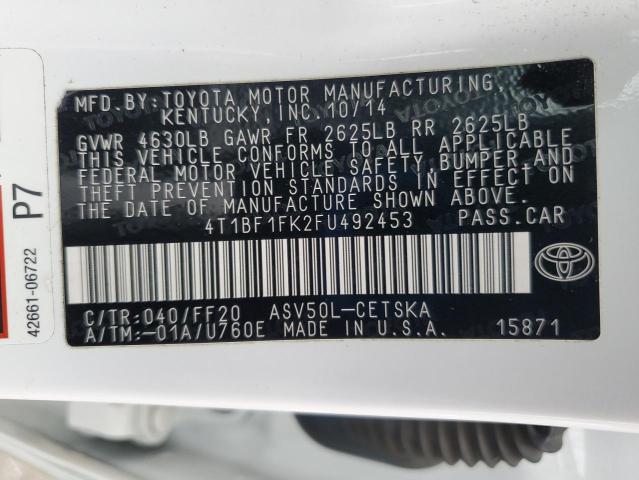 MFD.BY:TOYOTA MOTOR MANUFACTURING,
KENTUCKY,INC 10/14
GVWR 4630LB GAWR FR 2625LB RR 2625LB
THIS VEHICLE CONFORMS TO ALL APPLICABLE
FEDERAL MOTOR VEHICLE SAFETY, BUMPER AND
THEFT PREVENTION STANDARDS IN EFFECT ON
THE DATE OF MANUFACTURE SHOWN ABOVE.
4T1BF1FK2FU492453 PASS.CAR
C/TR:040/FF20 ASV50L-CETSKA
A/TM:-01A/U760E MADE IN U.S.A. 15871
P7
42661-06722